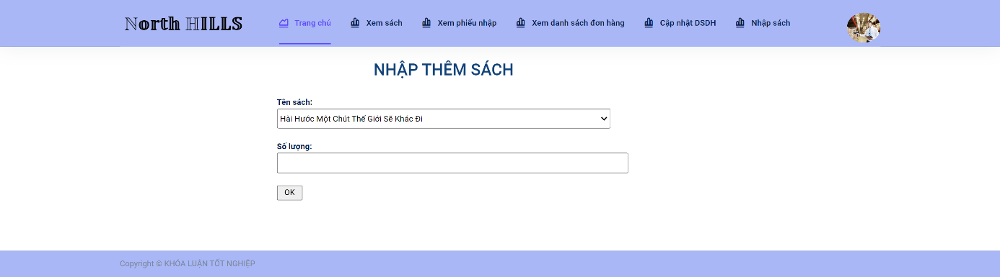 North HILLS
Trang chủ
Xem sách
Xem phiếu nhập
Xem danh sách đơn hàng
Cập nhật DSDH
Nhập sách
NHẬP THÊM SÁCH
Tên sách:
Hài Hước Một Chút Thế Giới Sẽ Khác Đi
Số lượng:
OK
Copyright © KHÓA LUẬN TỐT NGHIỆP